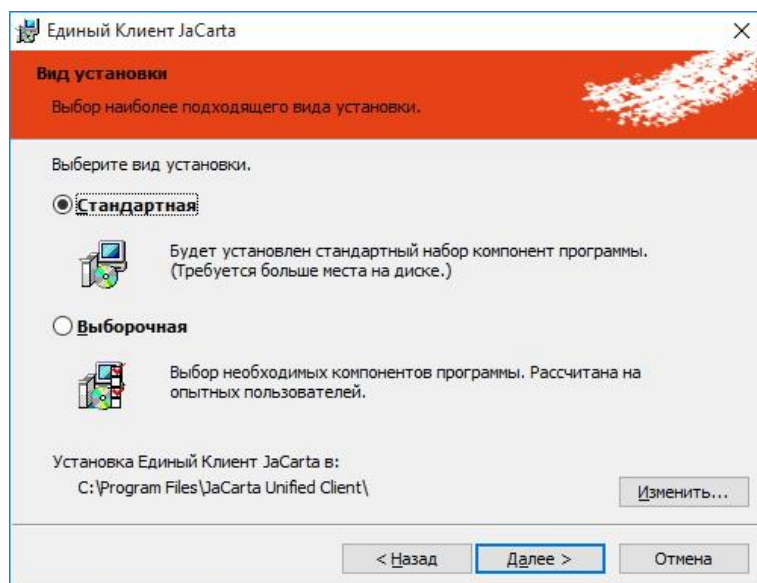 Единый Клиент JaCarta
Вид установки
Выбор наиболее подходящего вида установки.
Выберите вид установки.
Стандартная
Будет установлен стандартный набор компонент программы.
(Требуется больше места на диске.)
Выборочная
Выбор необходимых компонентов программы. Рассчитана на
опытных пользователей.
Установка Единый Клиент JaCarta в:
C:\Program Files\JaCarta Unified Client\
Изменить...
< Назад
Далее >
Отмена